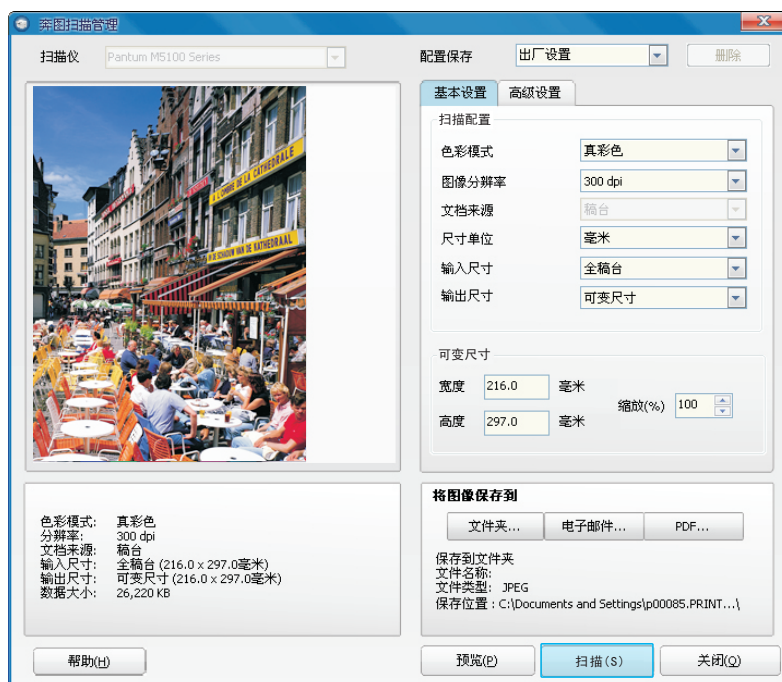 奔图扫描管理
扫描仪 Pantum M5100 Series
配置保存 出厂设置 删除
基本设置 高级设置
扫描配置
色彩模式 真彩色
图像分辨率 300 dpi
文档来源 稿台
尺寸单位 毫米
输入尺寸 全稿台
输出尺寸 可变尺寸
可变尺寸
宽度 216.0 毫米
缩放(%) 100
高度 297.0 毫米
A L'OMBRE DE LA CATHEDRALE
IN DE SCHADUW VAN DE KATHEDRAAL
色彩模式: 真彩色
分辨率: 300 dpi
文档来源: 稿台
输入尺寸: 全稿台 (216.0 x 297.0毫米)
输出尺寸: 可变尺寸 (216.0 x 297.0毫米)
数据大小: 26,220 KB
将图像保存到
文件夹... 电子邮件... PDF...
保存到文件夹
文件名称:
文件类型: JPEG
保存位置 : C:\Documents and Settings\p00085.PRINT...\
帮助(H) 预览(P) 扫描(S) 关闭(Q)